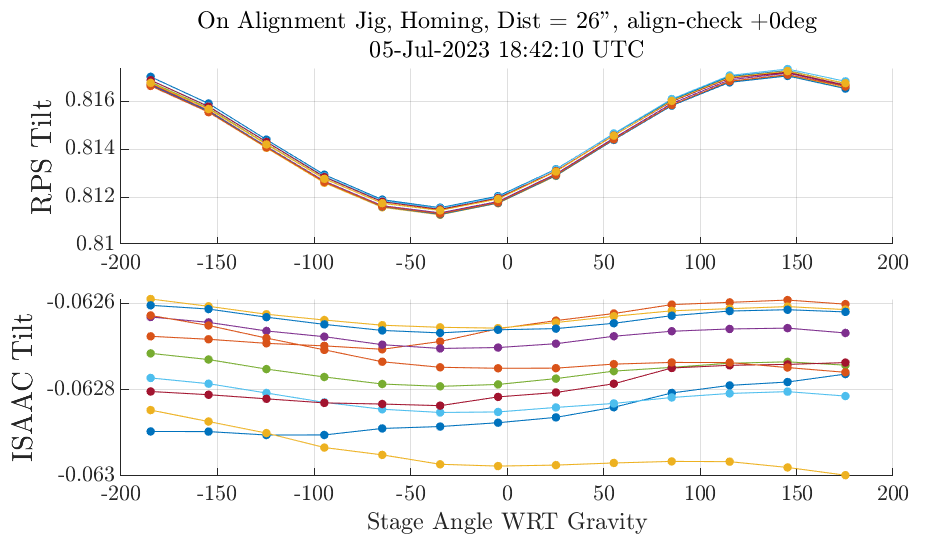 On Alignment Jig, Homing, Dist = 26”, align-check +0deg
05-Jul-2023 18:42:10 UTC
RPS Tilt
0.816
0.814
0.812
0.81
-200 -150 -100 -50 0 50 100 150 200
ISAAC Tilt
-0.0626
-0.0628
-0.063
-200 -150 -100 -50 0 50 100 150 200
Stage Angle WRT Gravity